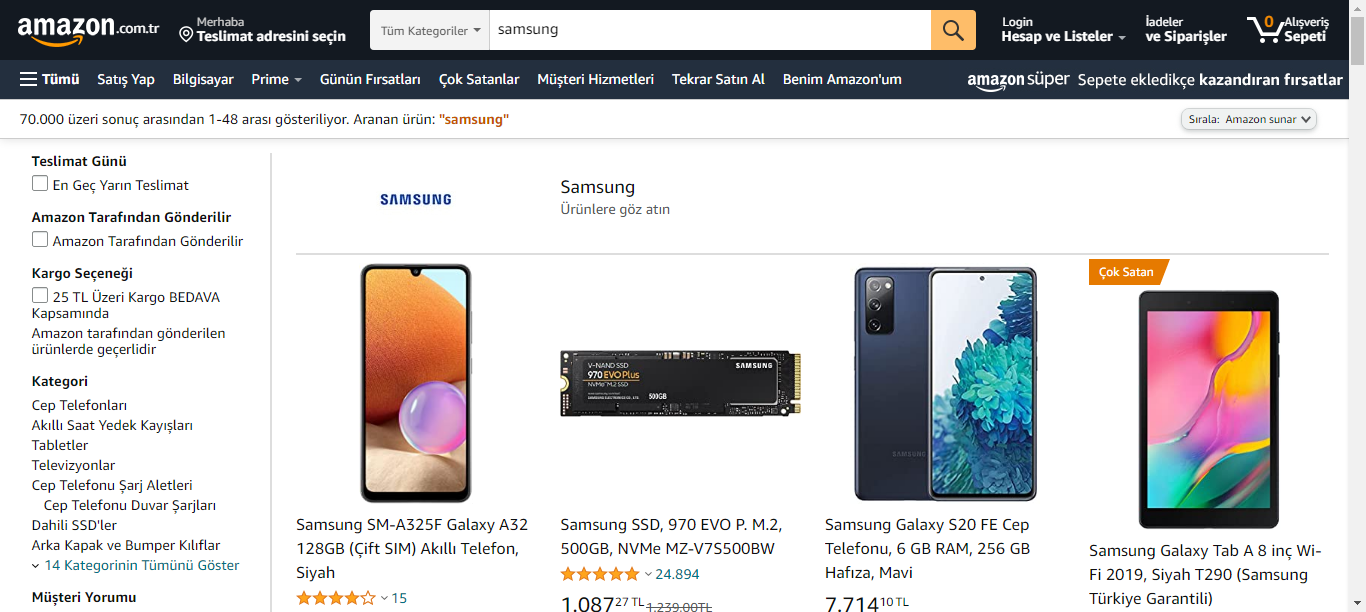 amazon.com.tr
Merhaba
Teslimat adresini seçin
Tüm Kategoriler
samsung
Login
Hesap ve Listeler
İadeler
ve Siparişler
0
Alışveriş
Sepeti
Tümü Satış Yap Bilgisayar Prime Günün Fırsatları Çok Satanlar Müşteri Hizmetleri Tekrar Satın Al Benim Amazon'um
amazon süper Sepete ekledikçe kazandıran fırsatlar
70.000 üzeri sonuç arasından 1-48 arası gösteriliyor. Aranan ürün: "samsung"
Sırala: Amazon sunar
Teslimat Günü
En Geç Yarın Teslimat
Amazon Tarafından Gönderilir
Amazon Tarafından Gönderilir
Kargo Seçeneği
25 TL Üzeri Kargo BEDAVA
Kapsamında
Amazon tarafından gönderilen
ürünlerde geçerlidir
Kategori
Cep Telefonları
Akıllı Saat Yedek Kayışları
Tabletler
Televizyonlar
Cep Telefonu Şarj Aletleri
Cep Telefonu Duvar Şarjları
Dahili SSD'ler
Arka Kapak ve Bumper Kılıflar
14 Kategorinin Tümünü Göster
Müşteri Yorumu
SAMSUNG
Samsung
Ürünlere göz atın
Samsung SM-A325F Galaxy A32
128GB (Çift SIM) Akıllı Telefon,
Siyah
15
V-NAND SSD
970 EVO Plus
NVMe™ M.2 SSD
500GB
SAMSUNG
Samsung SSD, 970 EVO P. M.2,
500GB, NVMe MZ-V7S500BW
24.894
1.08727 TL 1.239,00TL
SAMSUNG
Samsung Galaxy S20 FE Cep
Telefonu, 6 GB RAM, 256 GB
Hafıza, Mavi
7.71410 TL
Çok Satan
Samsung Galaxy Tab A 8 inç Wi-
Fi 2019, Siyah T290 (Samsung
Türkiye Garantili)